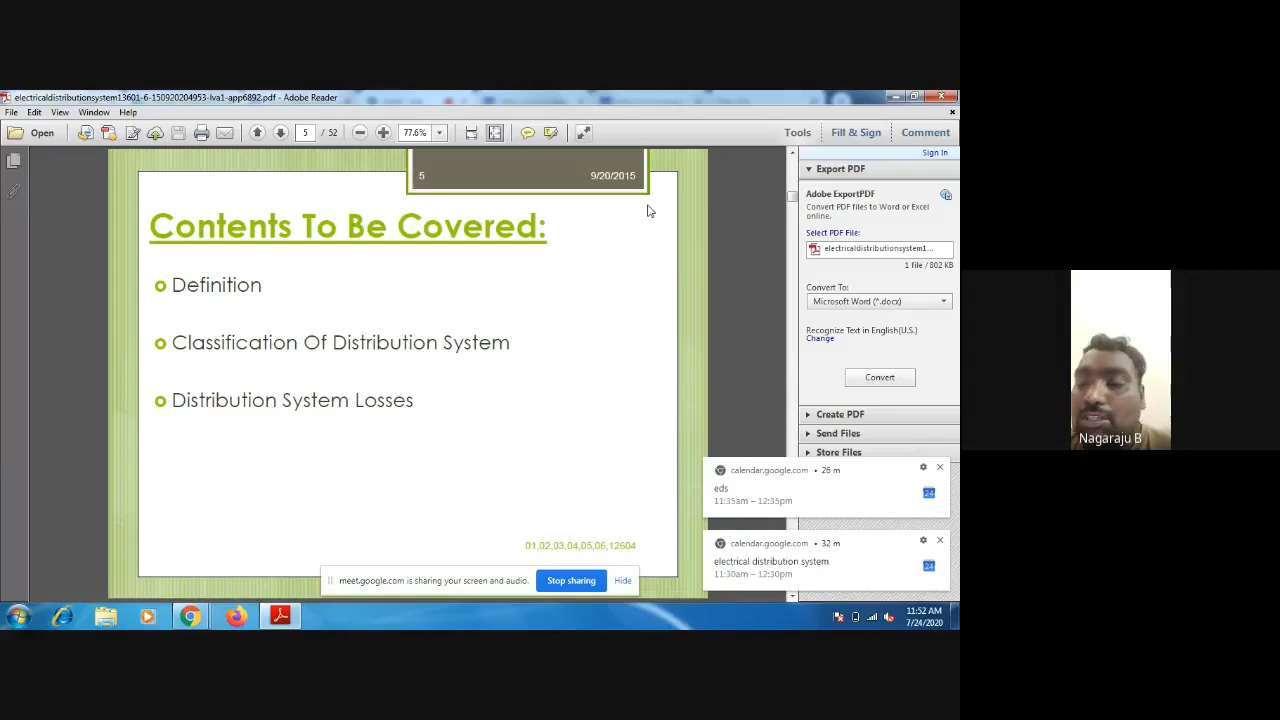 electricaldistributionsystem13601-6-150920204953-lva1-app6892.pdf - Adobe Reader
File Edit View Window Help
Open 5 / 52 77.6% Tools Fill & Sign Comment
Sign In
5 9/20/2015
Contents To Be Covered:
Definition
Classification Of Distribution System
Distribution System Losses
01,02,03,04,05,06,12604
Export PDF
Adobe ExportPDF
Convert PDF files to Word or Excel
online.
Select PDF File:
electricaldistributionsystem1...
1 file / 802 KB
Convert To:
Microsoft Word (*.docx)
Recognize Text in English(U.S.)
Change
Convert
Create PDF
Send Files
Store Files
calendar.google.com • 26 m
eds
11:35am – 12:35pm
24
calendar.google.com • 32 m
electrical distribution system
11:30am – 12:30pm
24
meet.google.com is sharing your screen and audio. Stop sharing Hide
11:52 AM
7/24/2020
Nagaraju B